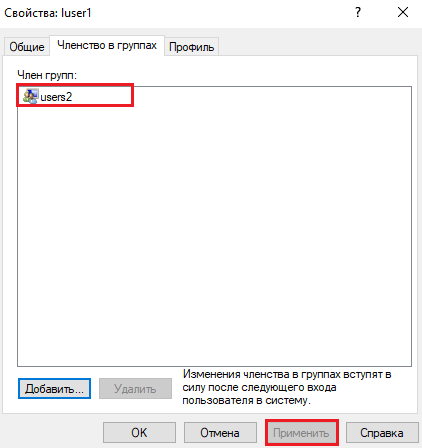 Свойства: luser1
?
Общие
Членство в группах
Профиль
Член групп:
users2
Добавить...
Удалить
Изменения членства в группах вступят в
силу после следующего входа
пользователя в систему.
ОК
Отмена
Применить
Справка